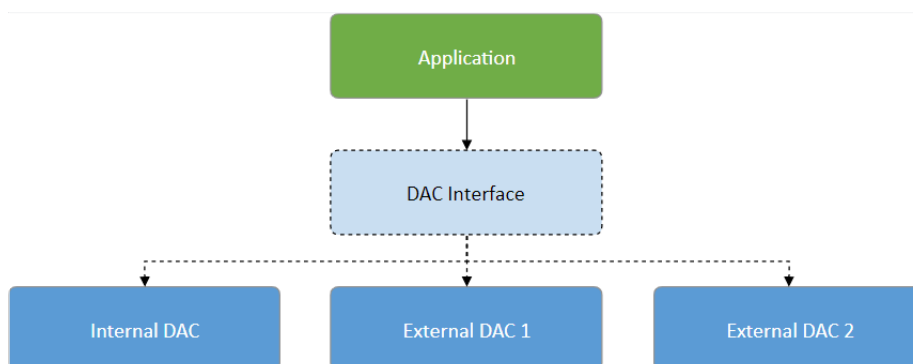 Application
DAC Interface
Internal DAC
External DAC 1
External DAC 2